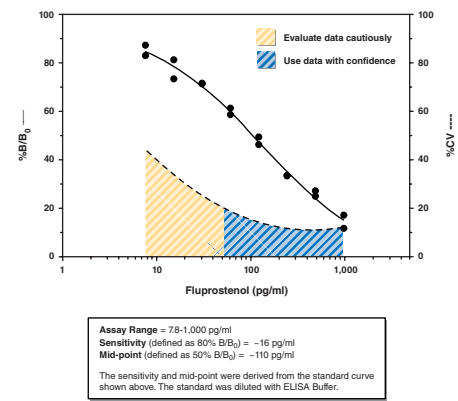 100
80
60
40
20
0
%B/B0 —
100
80
60
40
20
0
%CV ----
Evaluate data cautiously
Use data with confidence
1
10
100
1,000
Fluprostenol (pg/ml)
Assay Range = 7.8-1,000 pg/ml
Sensitivity (defined as 80% B/B0) = ~16 pg/ml
Mid-point (defined as 50% B/B0) = ~110 pg/ml
The sensitivity and mid-point were derived from the standard curve
shown above. The standard was diluted with ELISA Buffer.